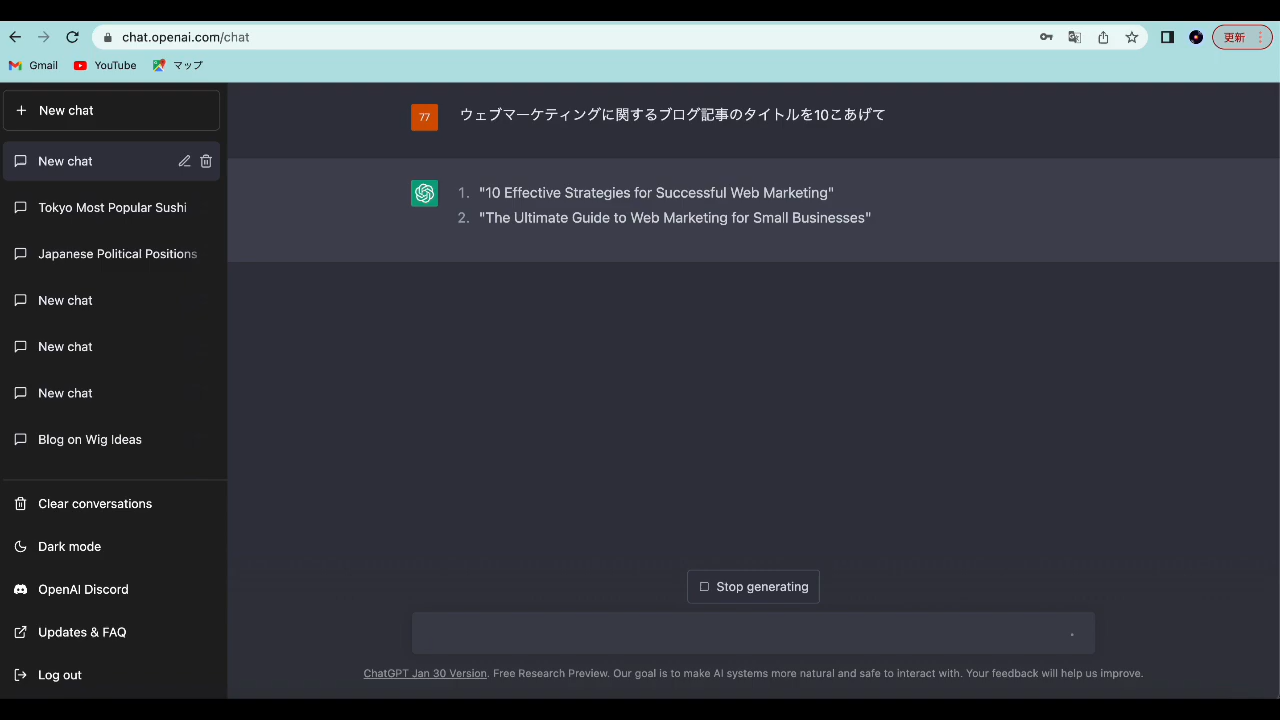 chat.openai.com/chat
更新
Gmail
YouTube
マップ
New chat
New chat
Tokyo Most Popular Sushi
Japanese Political Positions
New chat
New chat
New chat
Blog on Wig Ideas
Clear conversations
Dark mode
OpenAI Discord
Updates & FAQ
Log out
77
ウェブマーケティングに関するブログ記事のタイトルを10こあげて
1. "10 Effective Strategies for Successful Web Marketing"
2. "The Ultimate Guide to Web Marketing for Small Businesses"
Stop generating
ChatGPT Jan 30 Version. Free Research Preview. Our goal is to make AI systems more natural and safe to interact with. Your feedback will help us improve.